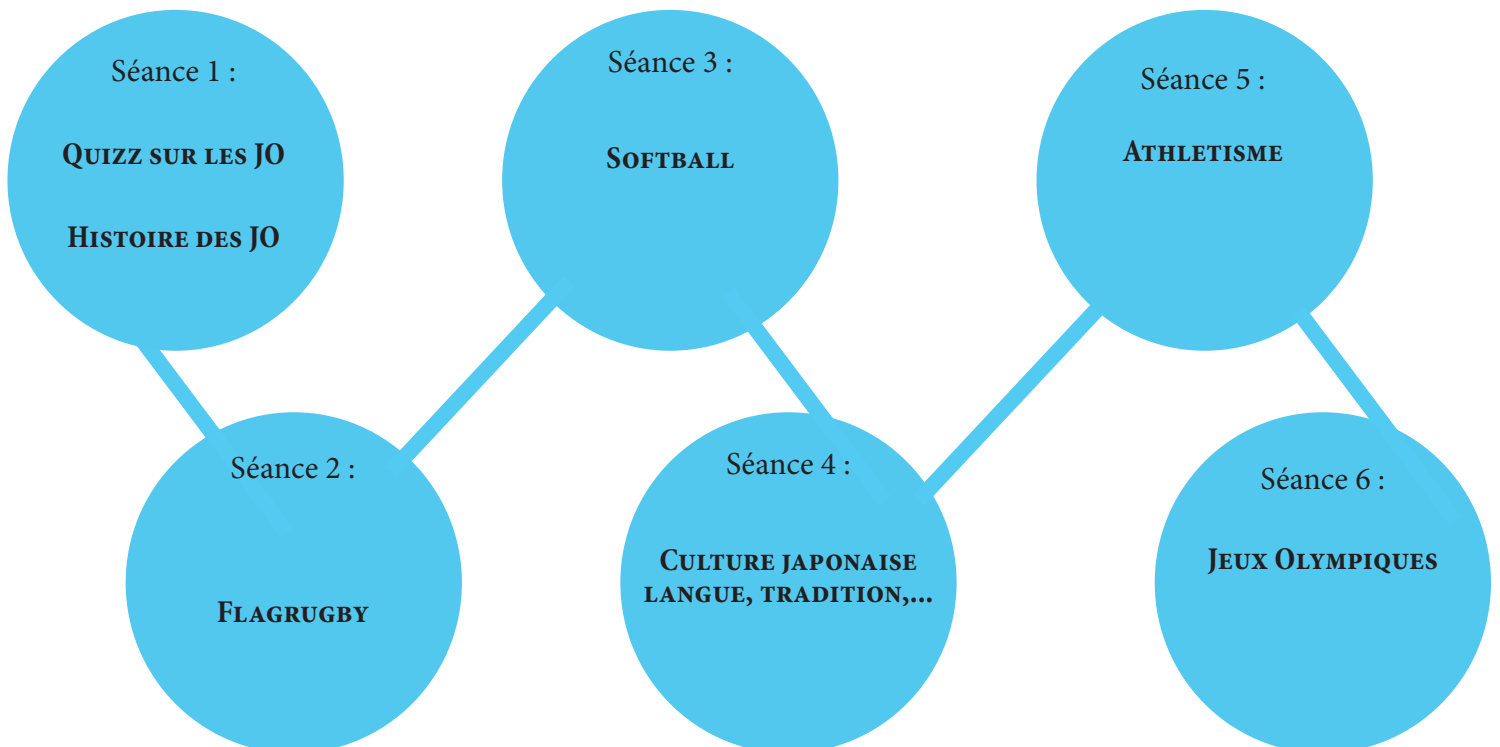 Séance 1 :
Quizz sur les JO
Histoire des JO
Séance 2 :
Flagrugby
Séance 3 :
Softball
Séance 4 :
Culture japonaise
langue, tradition,...
Séance 5 :
Athletisme
Séance 6 :
Jeux Olympiques